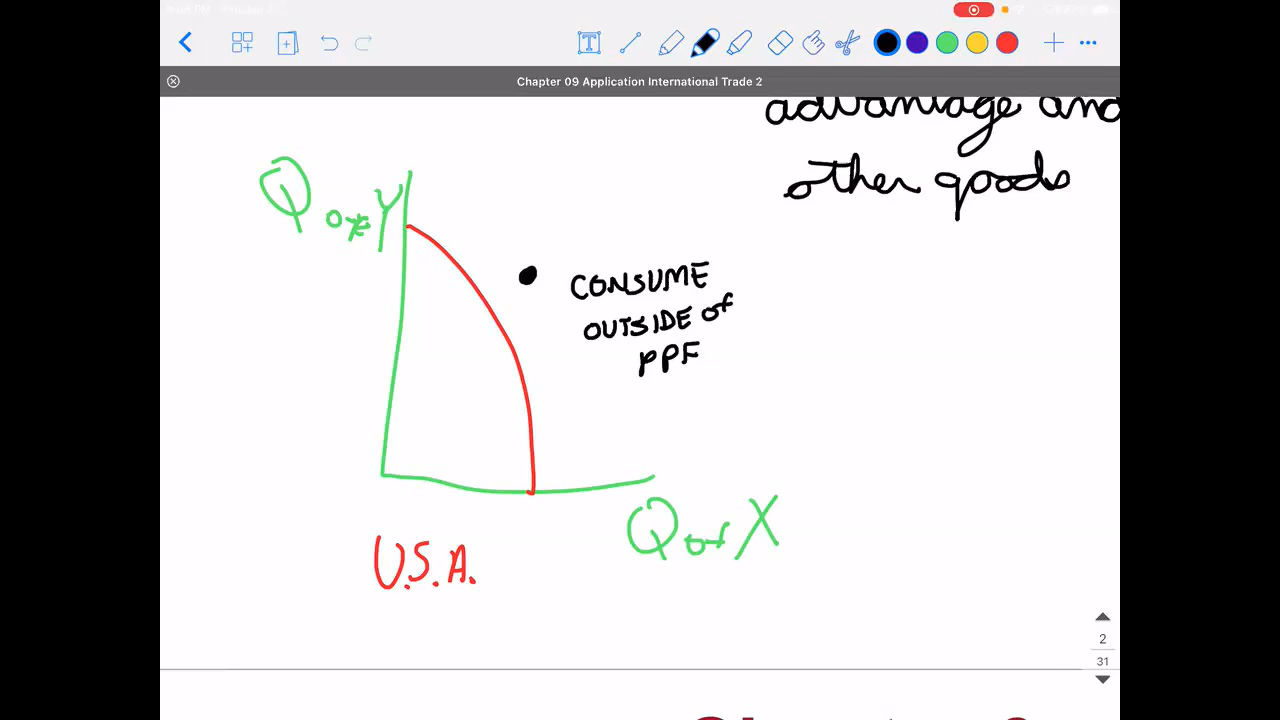 Chapter 09 Application International Trade 2
advantage and
other goods
Q of Y
CONSUME
OUTSIDE of
PPF
Q of X
U.S.A.
2
31